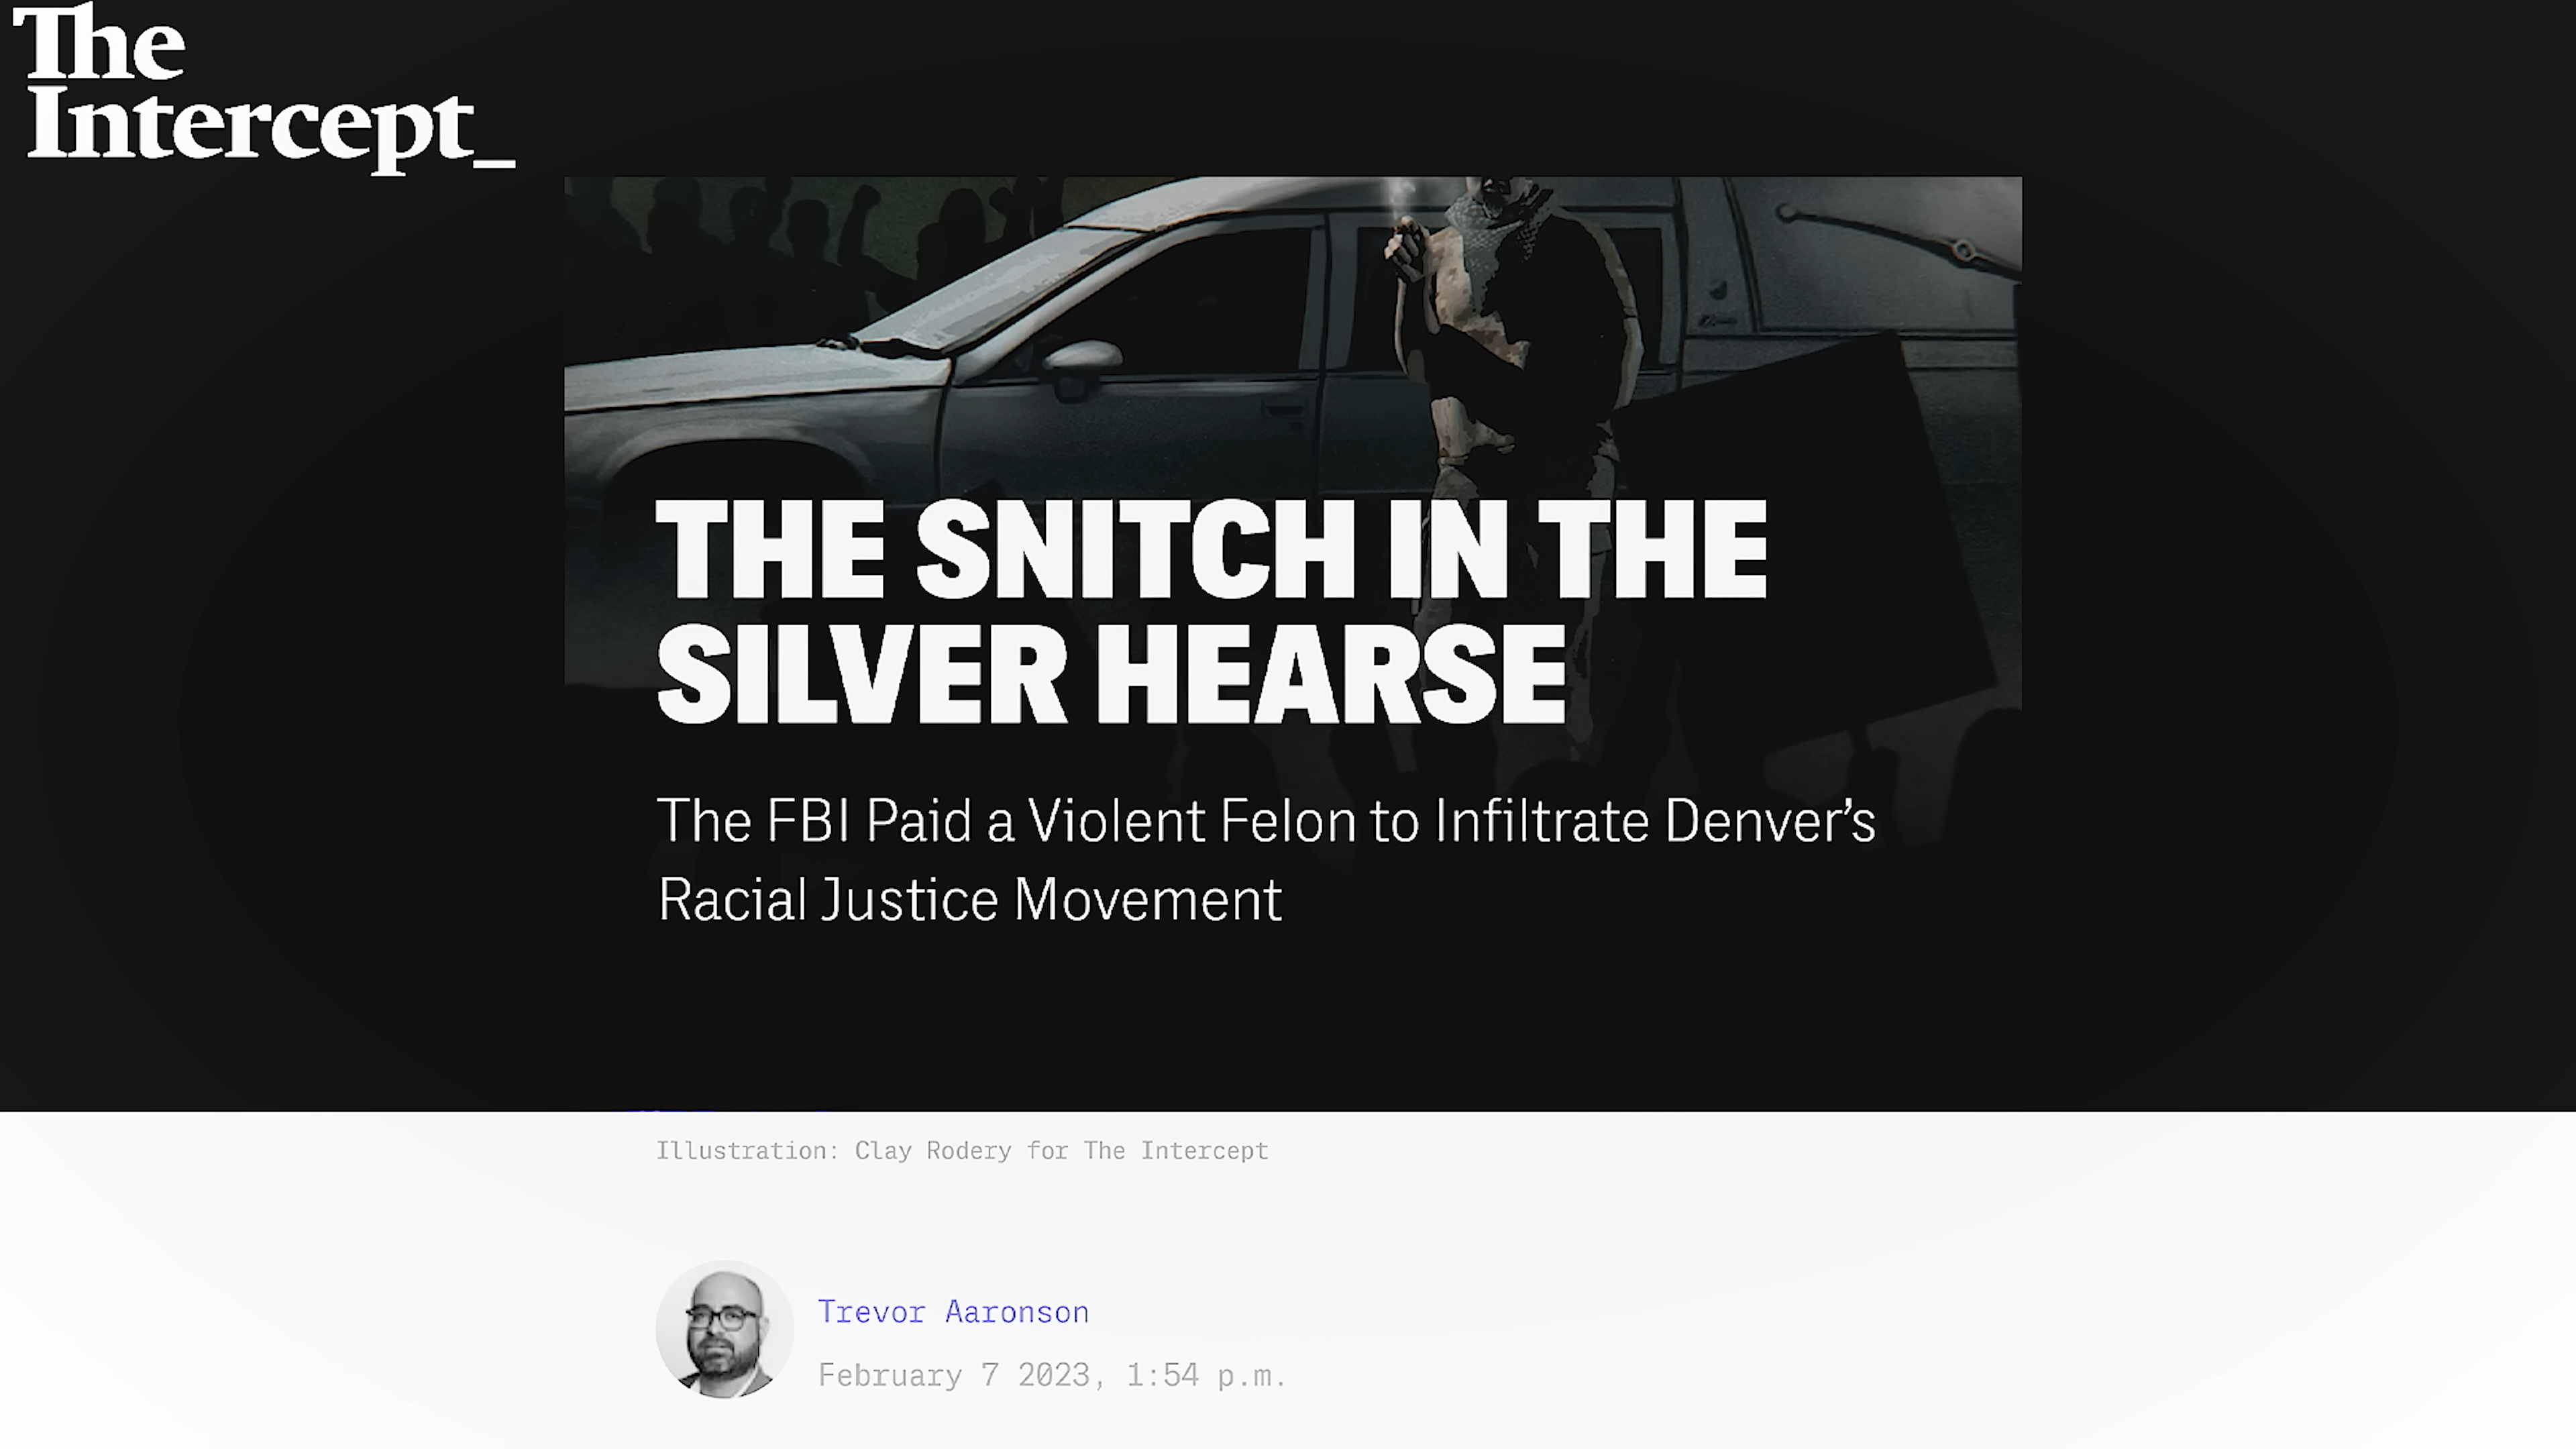 The
Intercept_
THE SNITCH IN THE
SILVER HEARSE
The FBI Paid a Violent Felon to Infiltrate Denver’s
Racial Justice Movement
Illustration: Clay Rodery for The Intercept
Trevor Aaronson
February 7 2023, 1:54 p.m.